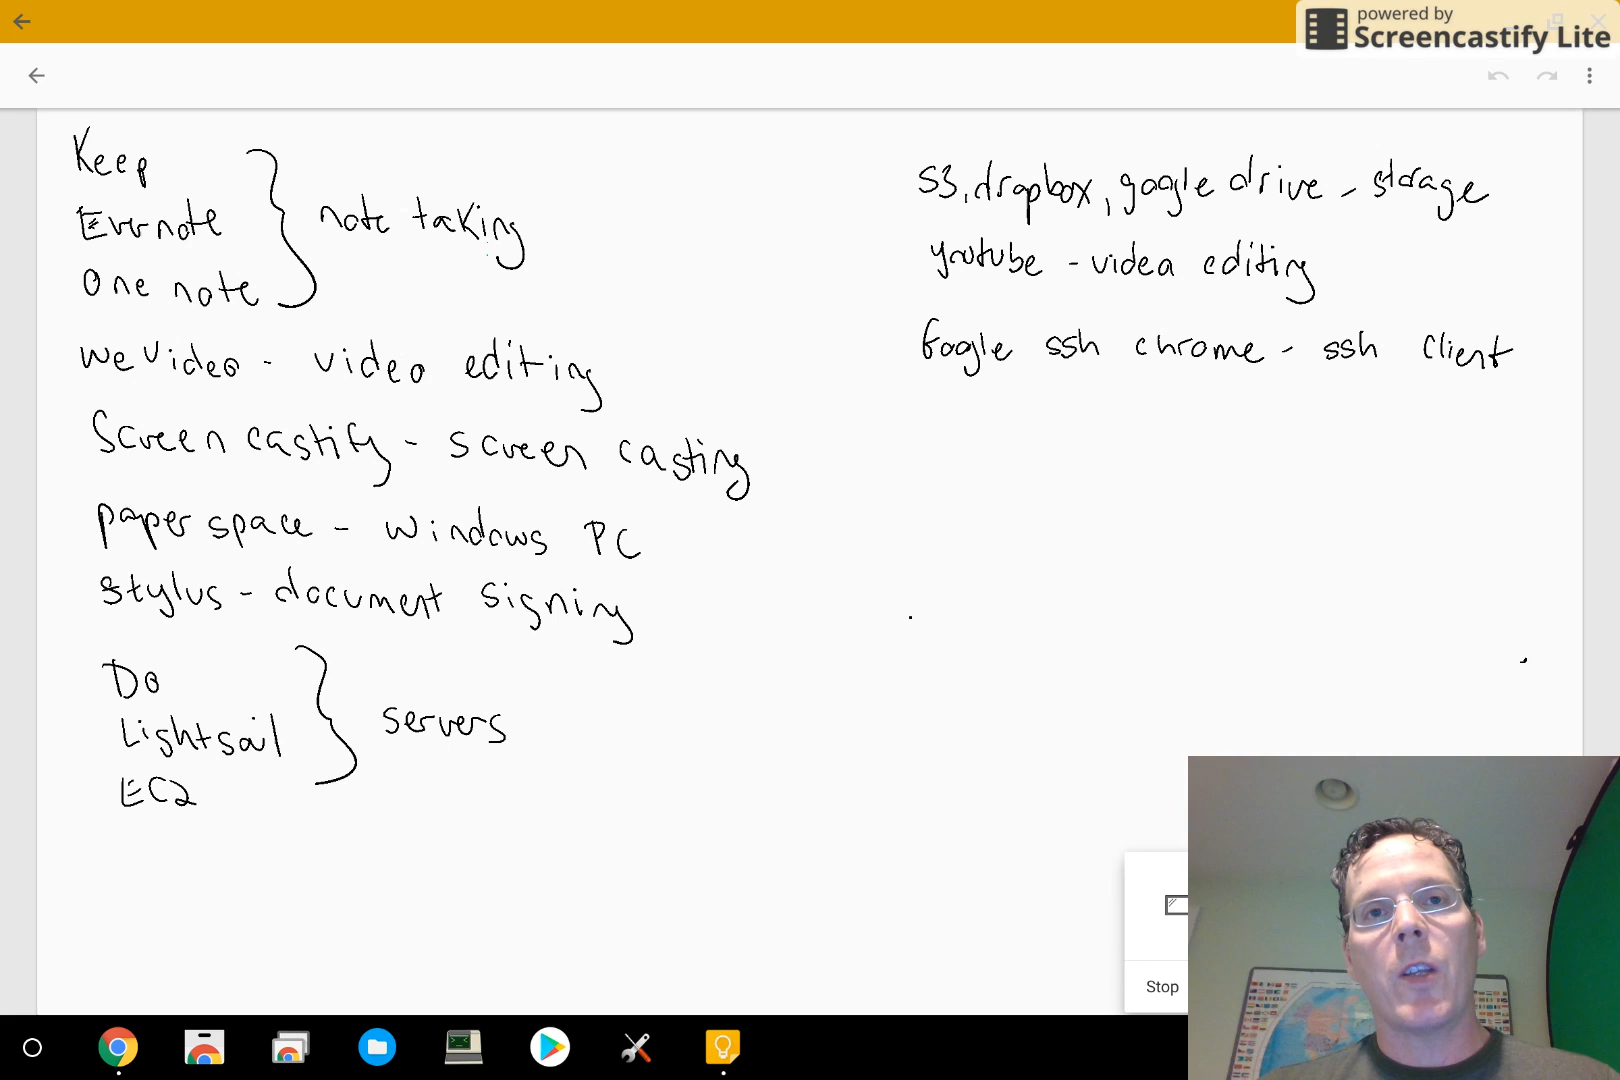 powered by
Screencastify Lite
Keep
Evernote
One note
note taking
wevideo - video editing
Screen castify - screen casting
paper space - windows PC
stylus - document signing
DO
Lightsail
EC2
servers
S3, dropbox, google drive - storage
youtube - video editing
Google ssh chrome - ssh client
Stop